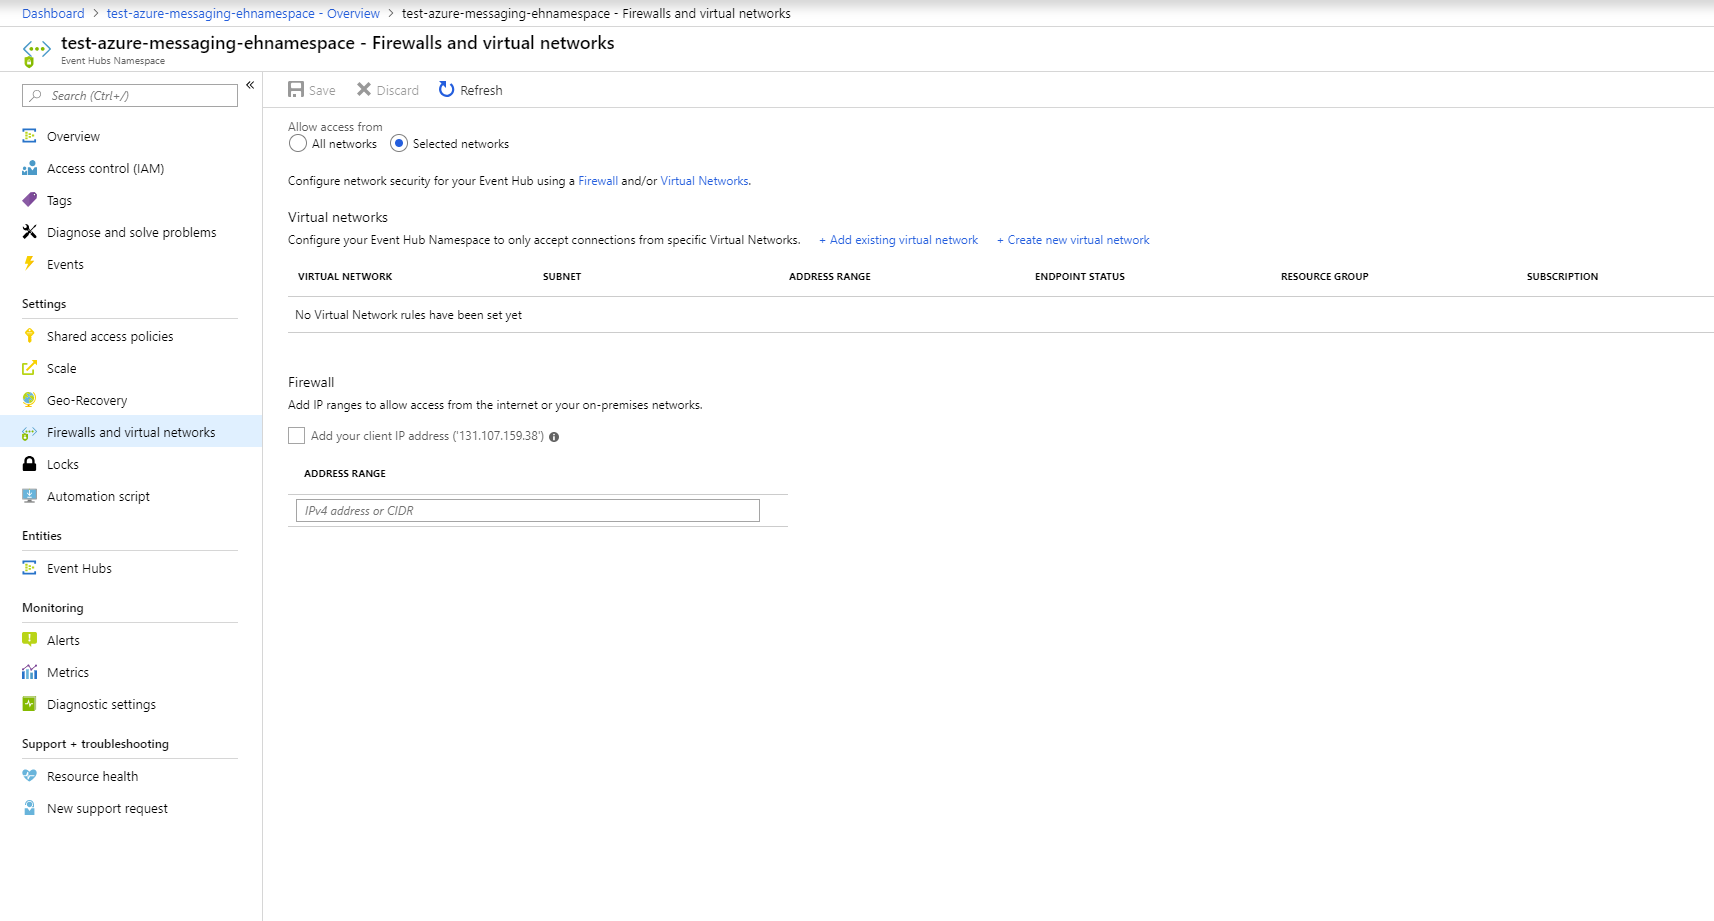 Dashboard > test-azure-messaging-ehnamespace - Overview > test-azure-messaging-ehnamespace - Firewalls and virtual networks
test-azure-messaging-ehnamespace - Firewalls and virtual networks
Event Hubs Namespace
Search (Ctrl+/)
«
Overview
Access control (IAM)
Tags
Diagnose and solve problems
Events
Settings
Shared access policies
Scale
Geo-Recovery
Firewalls and virtual networks
Locks
Automation script
Entities
Event Hubs
Monitoring
Alerts
Metrics
Diagnostic settings
Support + troubleshooting
Resource health
New support request
Save Discard Refresh
Allow access from
All networks Selected networks
Configure network security for your Event Hub using a Firewall and/or Virtual Networks.
Virtual networks
Configure your Event Hub Namespace to only accept connections from specific Virtual Networks. + Add existing virtual network + Create new virtual network
VIRTUAL NETWORK SUBNET ADDRESS RANGE ENDPOINT STATUS RESOURCE GROUP SUBSCRIPTION
No Virtual Network rules have been set yet
Firewall
Add IP ranges to allow access from the internet or your on-premises networks.
Add your client IP address ('131.107.159.38')
ADDRESS RANGE
IPv4 address or CIDR